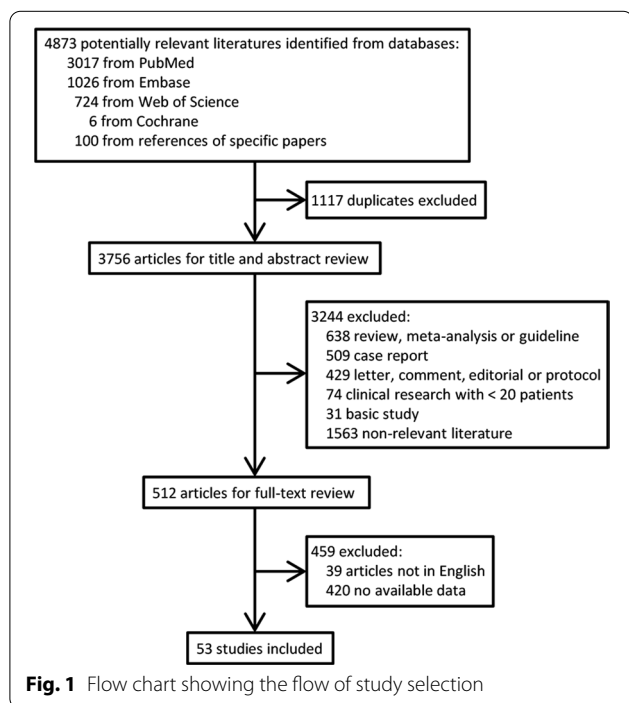 4873 potentially relevant literatures identified from databases:
3017 from PubMed
1026 from Embase
724 from Web of Science
6 from Cochrane
100 from references of specific papers
1117 duplicates excluded
3756 articles for title and abstract review
3244 excluded:
638 review, meta-analysis or guideline
509 case report
429 letter, comment, editorial or protocol
74 clinical research with < 20 patients
31 basic study
1563 non-relevant literature
512 articles for full-text review
459 excluded:
39 articles not in English
420 no available data
53 studies included
Fig. 1 Flow chart showing the flow of study selection